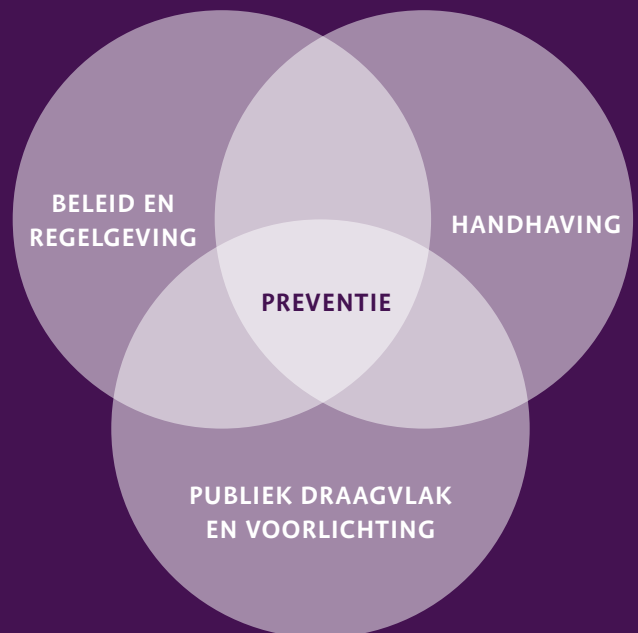 BELEID EN
REGELGEVING
HANDHAVING
PREVENTIE
PUBLIEK DRAAGVLAK
EN VOORLICHTING